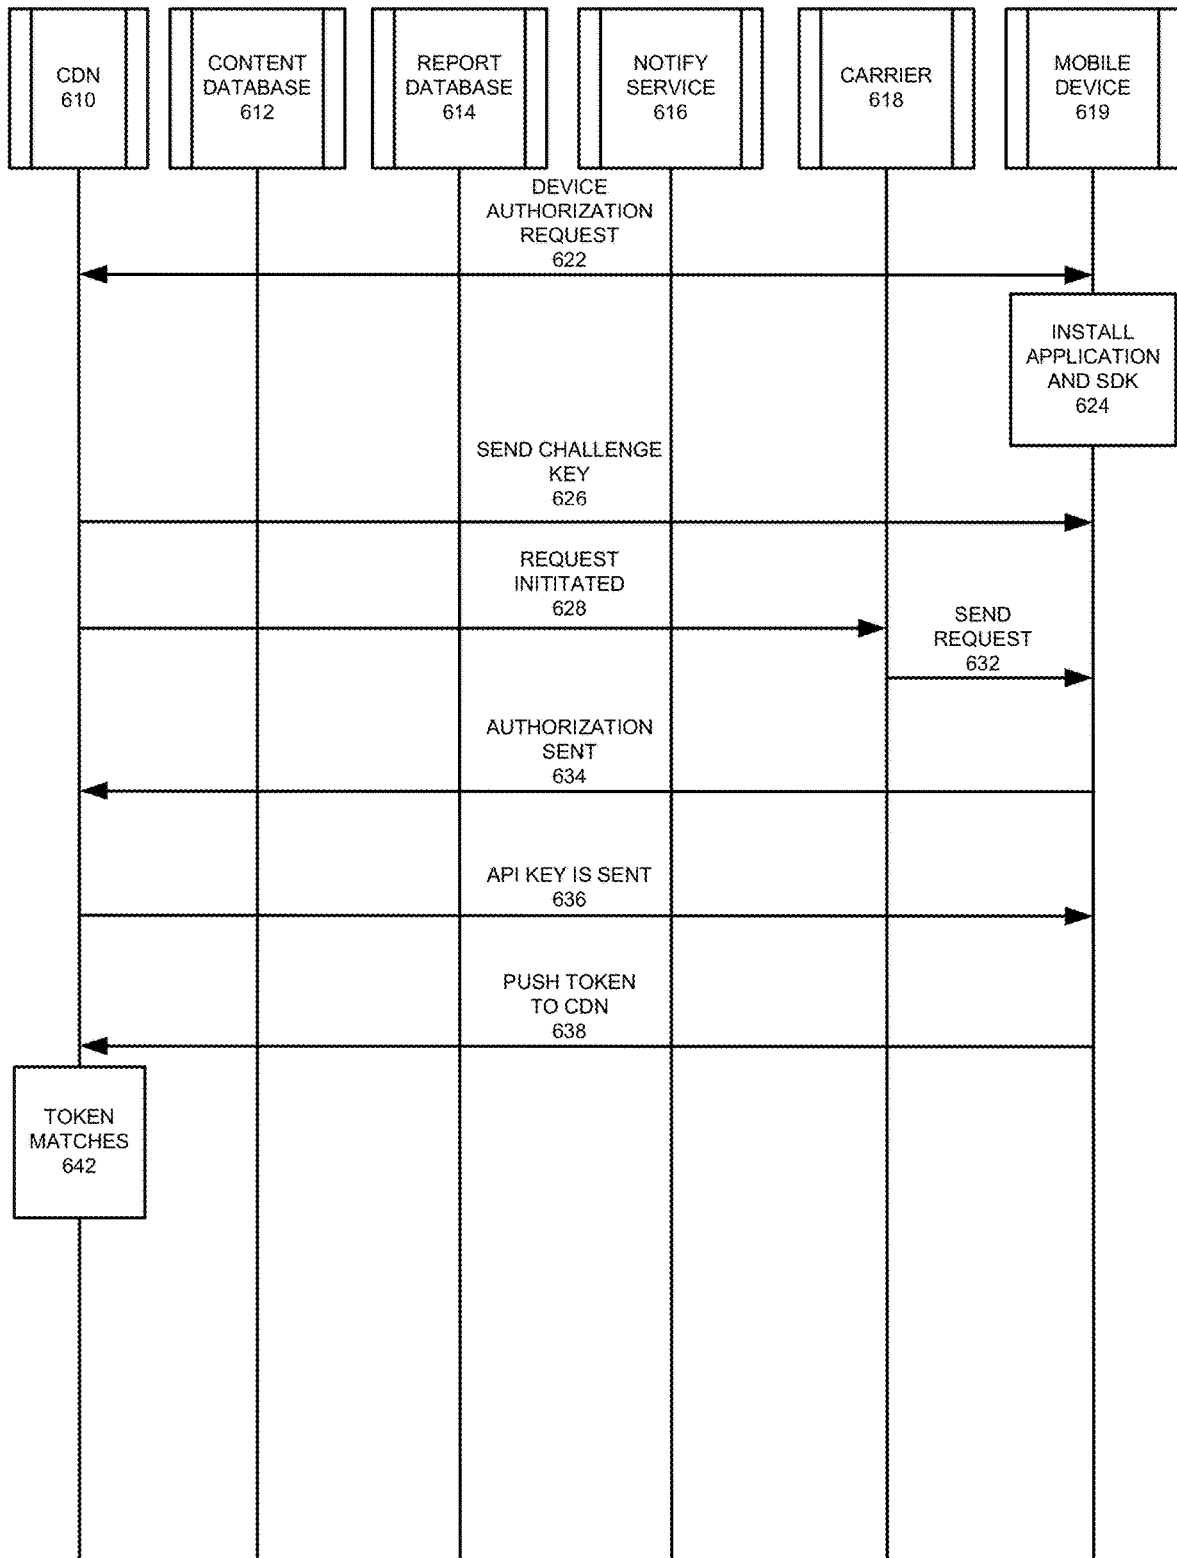 CDN
610
CONTENT
DATABASE
612
REPORT
DATABASE
614
NOTIFY
SERVICE
616
CARRIER
618
MOBILE
DEVICE
619
DEVICE
AUTHORIZATION
REQUEST
622
INSTALL
APPLICATION
AND SDK
624
SEND CHALLENGE
KEY
626
REQUEST
INITITATED
628
SEND
REQUEST
632
AUTHORIZATION
SENT
634
API KEY IS SENT
636
PUSH TOKEN
TO CDN
638
TOKEN
MATCHES
642